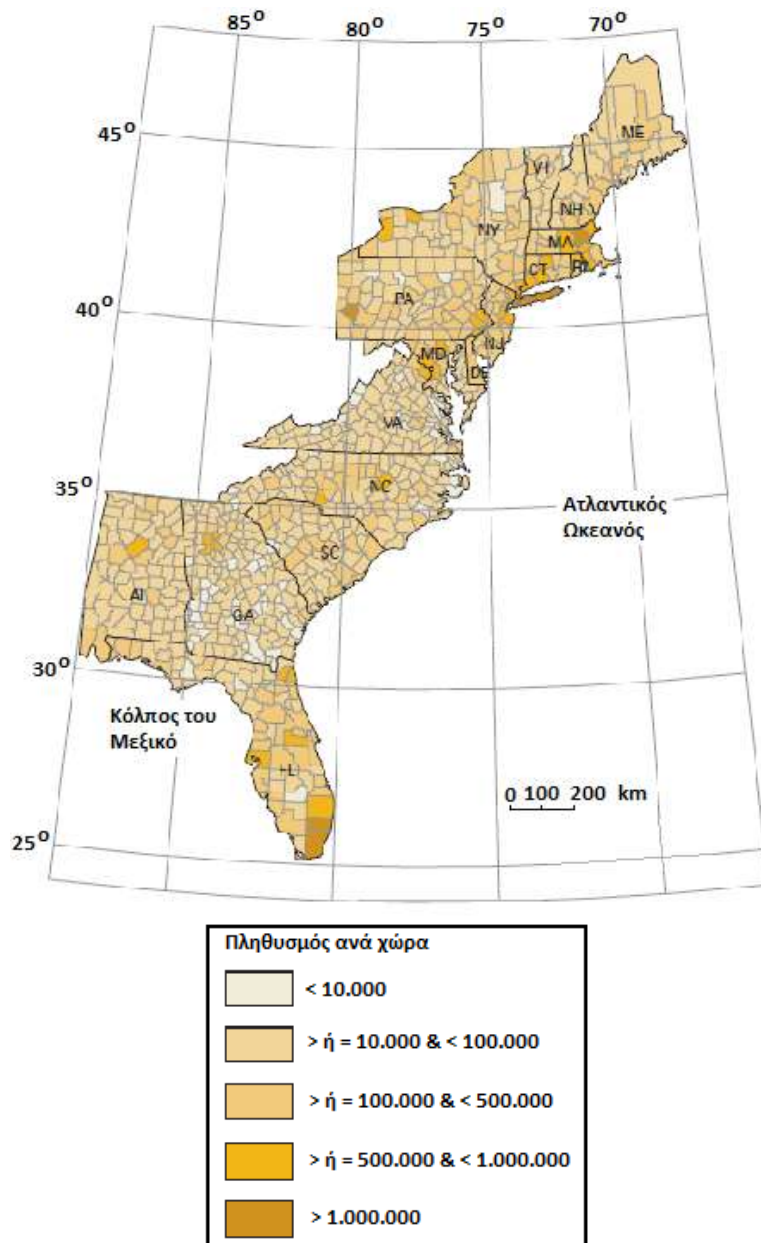 85°
80°
75°
70°
45°
ME
VT
NH
NY
MA
CT
RI
40°
PA
NJ
MD
DE
VA
35°
NC
Ατλαντικός
Ωκεανός
SC
AL
GA
30°
Κόλπος του
Μεξικό
FL
0 100 200 km
25°
Πληθυσμός ανά χώρα
< 10.000
> ή = 10.000 & < 100.000
> ή = 100.000 & < 500.000
> ή = 500.000 & < 1.000.000
> 1.000.000